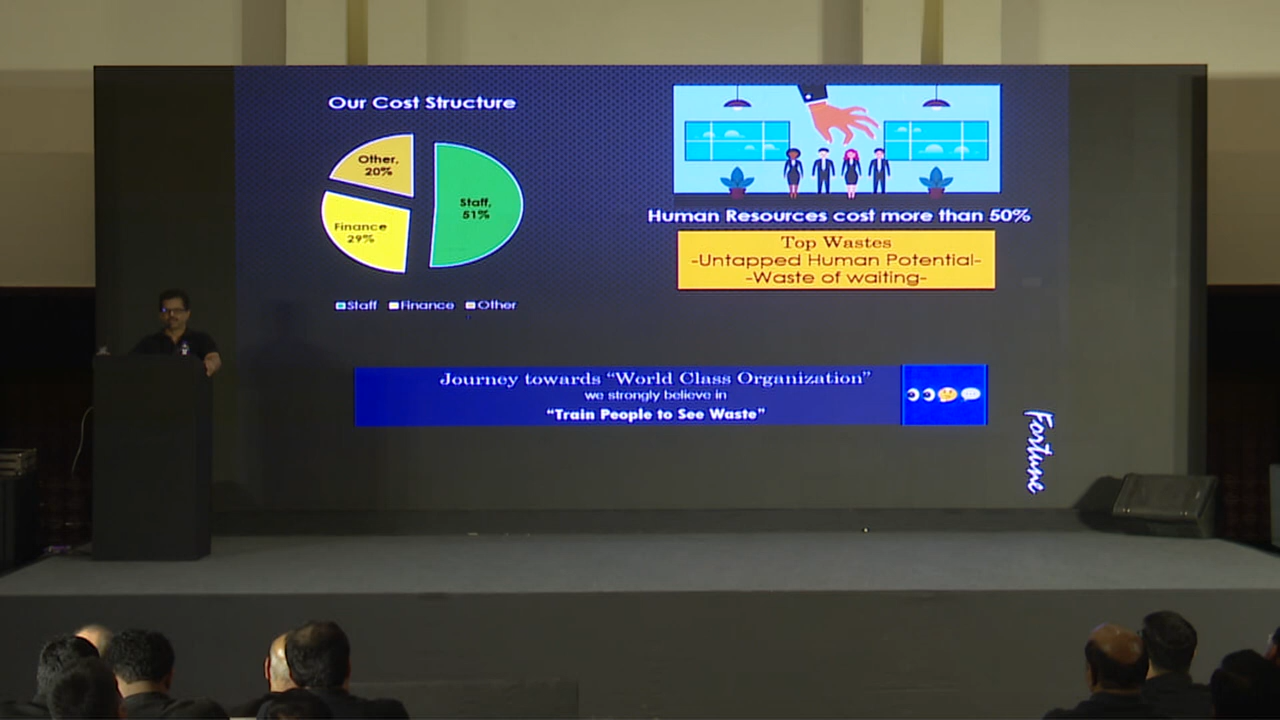 Our Cost Structure
Other,
20%
Staff,
51%
Finance
29%
Staff Finance Other
Human Resources cost more than 50%
Top Wastes
-Untapped Human Potential-
-Waste of waiting-
Journey towards “World Class Organization”
we strongly believe in
“Train People to See Waste”
Fortune